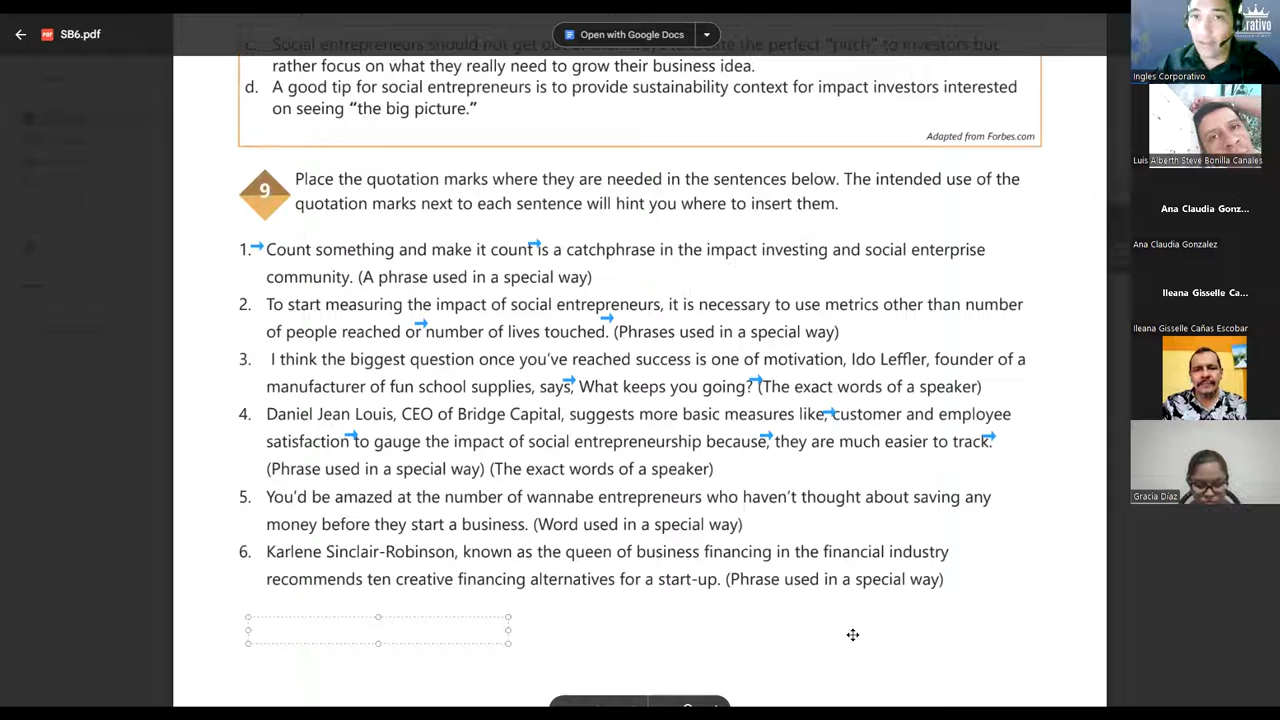 SB6.pdf
Open with Google Docs
rather focus on what they really need to grow their business idea.
d. A good tip for social entrepreneurs is to provide sustainability context for impact investors interested
on seeing "the big picture."
Adapted from Forbes.com
9 Place the quotation marks where they are needed in the sentences below. The intended use of the
quotation marks next to each sentence will hint you where to insert them.
1. Count something and make it count is a catchphrase in the impact investing and social enterprise
community. (A phrase used in a special way)
2. To start measuring the impact of social entrepreneurs, it is necessary to use metrics other than number
of people reached or number of lives touched. (Phrases used in a special way)
3. I think the biggest question once you've reached success is one of motivation, Ido Leffler, founder of a
manufacturer of fun school supplies, says, What keeps you going? (The exact words of a speaker)
4. Daniel Jean Louis, CEO of Bridge Capital, suggests more basic measures like, customer and employee
satisfaction to gauge the impact of social entrepreneurship because, they are much easier to track.
(Phrase used in a special way) (The exact words of a speaker)
5. You'd be amazed at the number of wannabe entrepreneurs who haven't thought about saving any
money before they start a business. (Word used in a special way)
6. Karlene Sinclair-Robinson, known as the queen of business financing in the financial industry
recommends ten creative financing alternatives for a start-up. (Phrase used in a special way)
Ingles Corporativo
Luis Alberth Steve Bonilla Canales
Ana Claudia Gonz...
Ana Claudia Gonzalez
Ileana Gisselle Ca...
Ileana Gisselle Cañas Escobar
Gracia Díaz